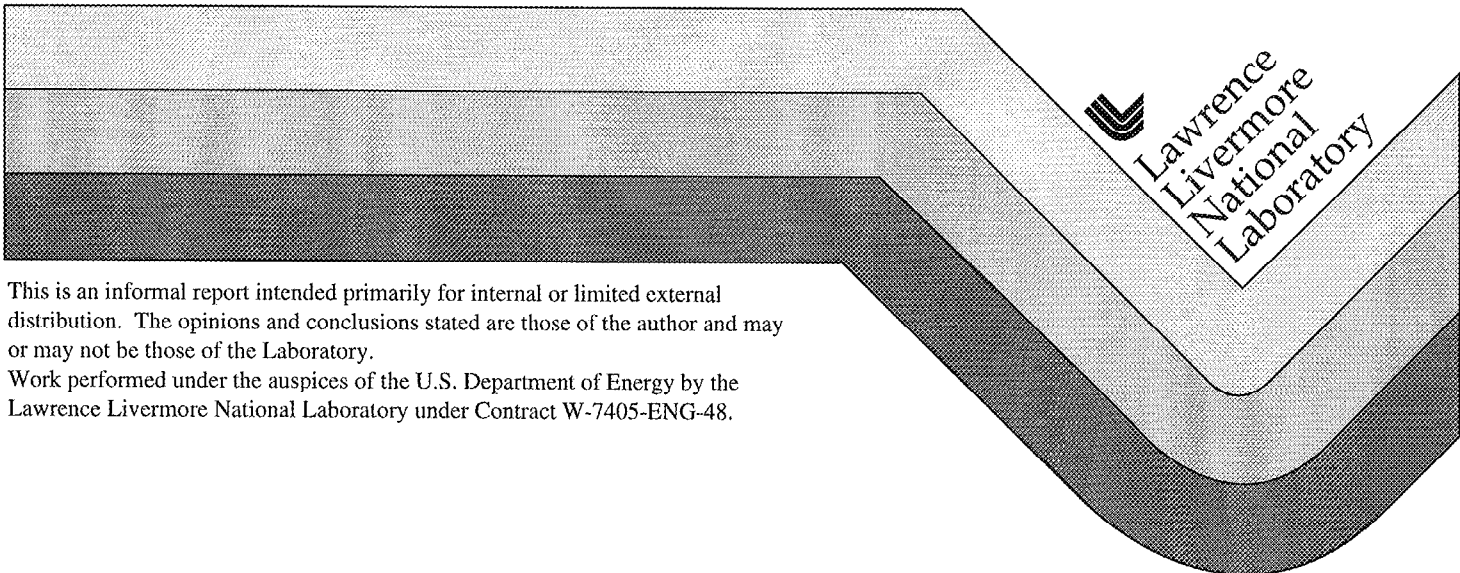 Lawrence
Livermore
National
Laboratory
This is an informal report intended primarily for internal or limited external
distribution. The opinions and conclusions stated are those of the author and may
or may not be those of the Laboratory.
Work performed under the auspices of the U.S. Department of Energy by the
Lawrence Livermore National Laboratory under Contract W-7405-ENG-48.